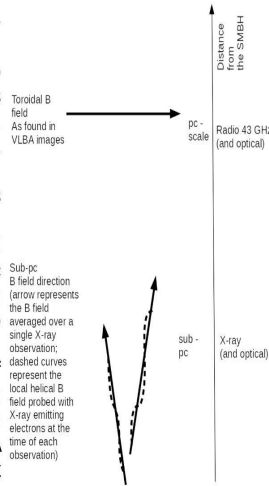 Distance
from
the SMBH
Toroidal B
field
As found in
VLBA images
pc -
scale
Radio 43 GHz
(and optical)
Sub-pc
B field direction
(arrow represents
the B field
averaged over a
single X-ray
observation;
dashed curves
represent the
local helical B
field probed with
X-ray emitting
electrons at the
time of each
observation)
sub -
pc
X-ray
(and optical)